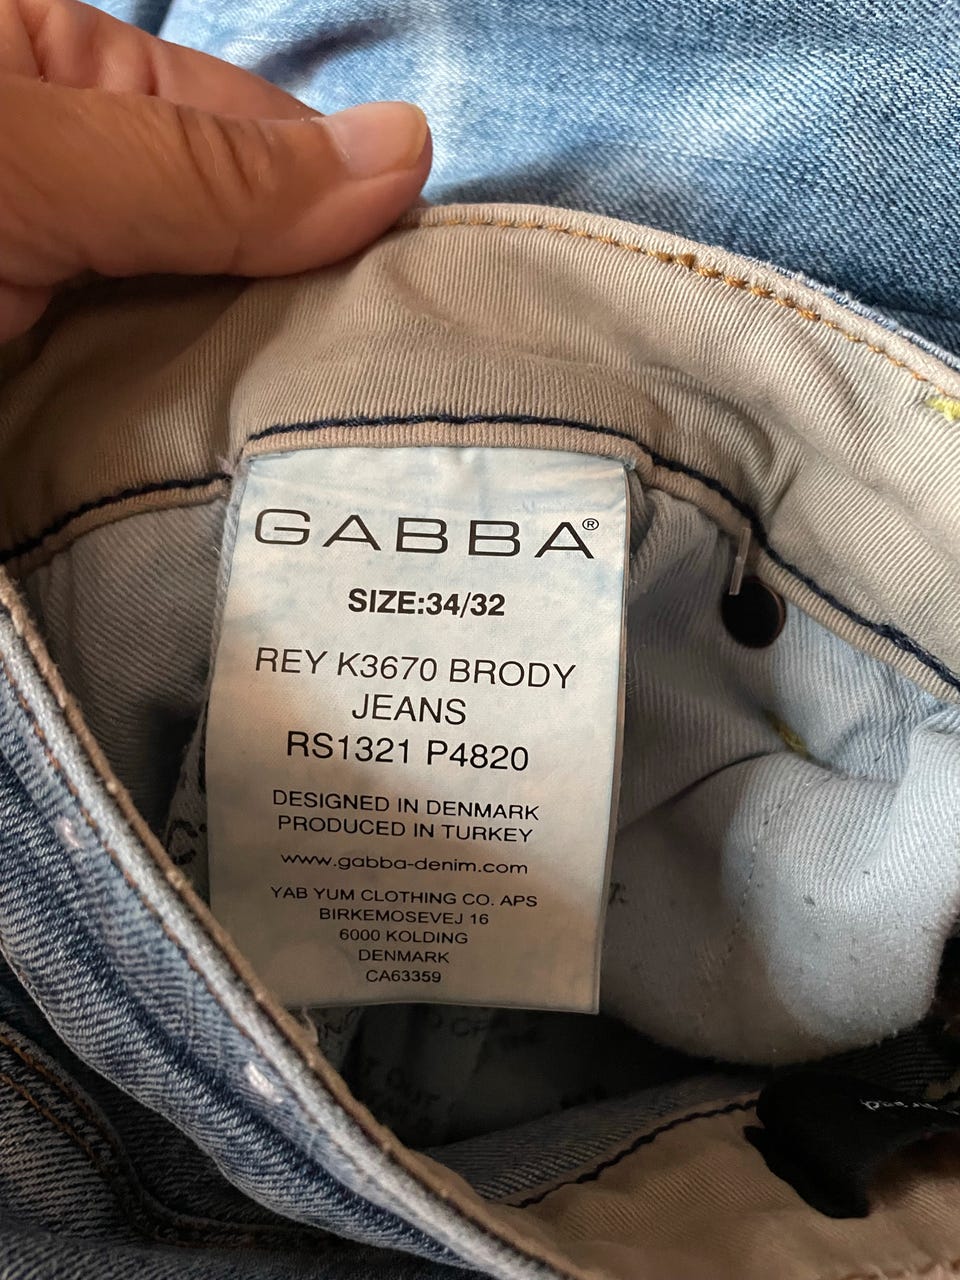 GABBA®
SIZE:34/32
REY K3670 BRODY
JEANS
RS1321 P4820
DESIGNED IN DENMARK
PRODUCED IN TURKEY
www.gabba-denim.com
YAB YUM CLOTHING CO. APS
BIRKEMOSEVEJ 16
6000 KOLDING
DENMARK
CA63359